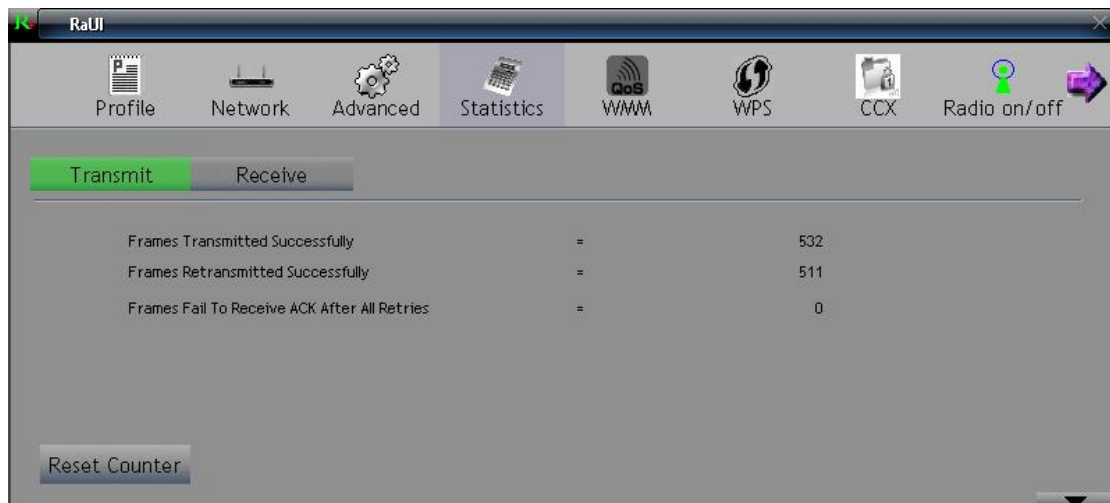 R RaUI
Profile Network Advanced Statistics QoS WMM WPS CCX Radio on/off
Transmit Receive
Frames Transmitted Successfully = 532
Frames Retransmitted Successfully = 511
Frames Fail To Receive ACK After All Retries = 0
Reset Counter